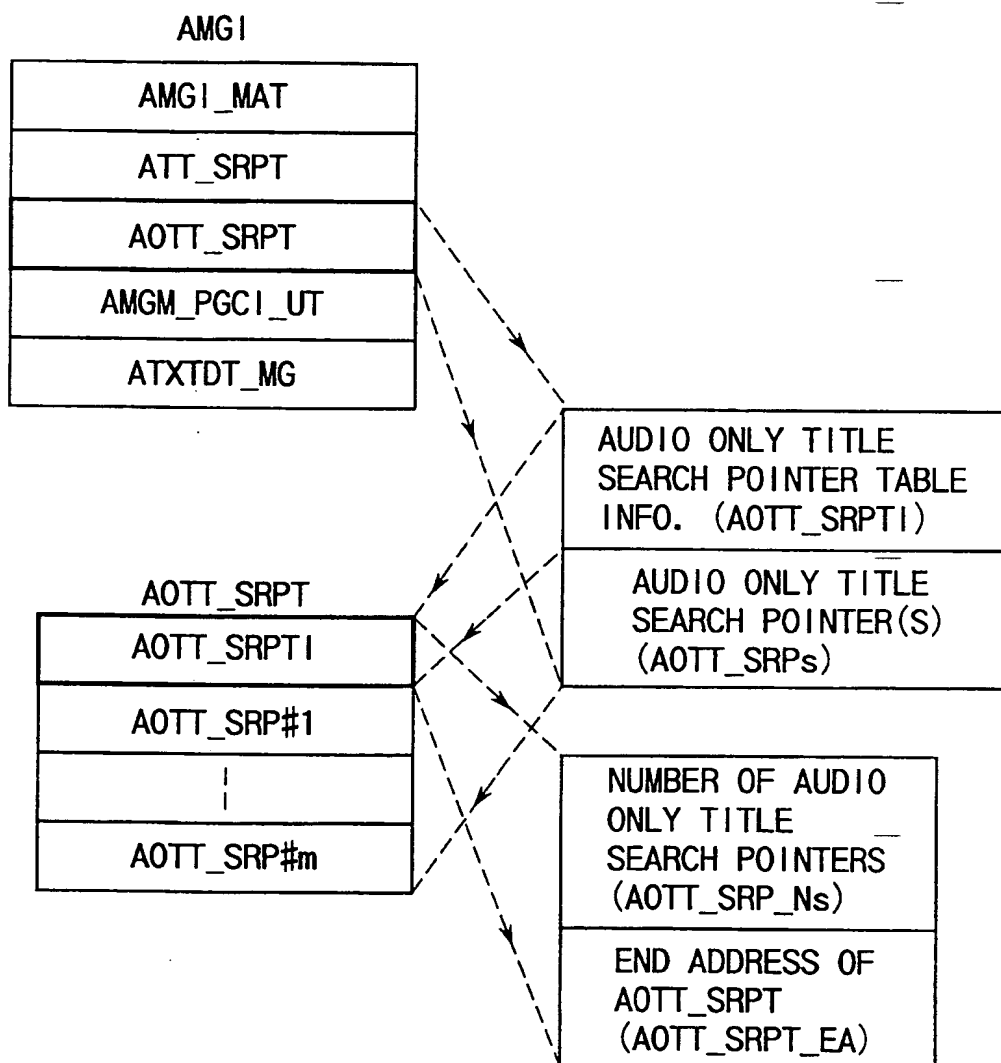 AMGI
AMGI_MAT
ATT_SRPT
AOTT_SRPT
AMGM_PGCI_UT
ATXTDT_MG
AUDIO ONLY TITLE
SEARCH POINTER TABLE
INFO. (AOTT_SRPTI)
AUDIO ONLY TITLE
SEARCH POINTER(S)
(AOTT_SRPs)
AOTT_SRPT
AOTT_SRPTI
AOTT_SRP#1
AOTT_SRP#m
NUMBER OF AUDIO
ONLY TITLE
SEARCH POINTERS
(AOTT_SRP_Ns)
END ADDRESS OF
AOTT_SRPT
(AOTT_SRPT_EA)